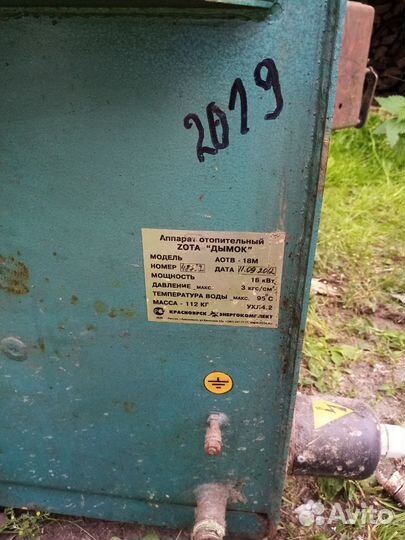 2019
Аппарат отопительный
ZOTA "ДЫМОК"
МОДЕЛЬ АОТВ - 18М
НОМЕР ДАТА 11.09.2012
МОЩНОСТЬ 18 кВт
ДАВЛЕНИЕ МАКС. 3 кгс/см²
ТЕМПЕРАТУРА ВОДЫ МАКС. 95°С
МАССА - 112 КГ УХЛ4.2
КРАСНОЯРСК ЭНЕРГОКОМПЛЕКТ
Avito